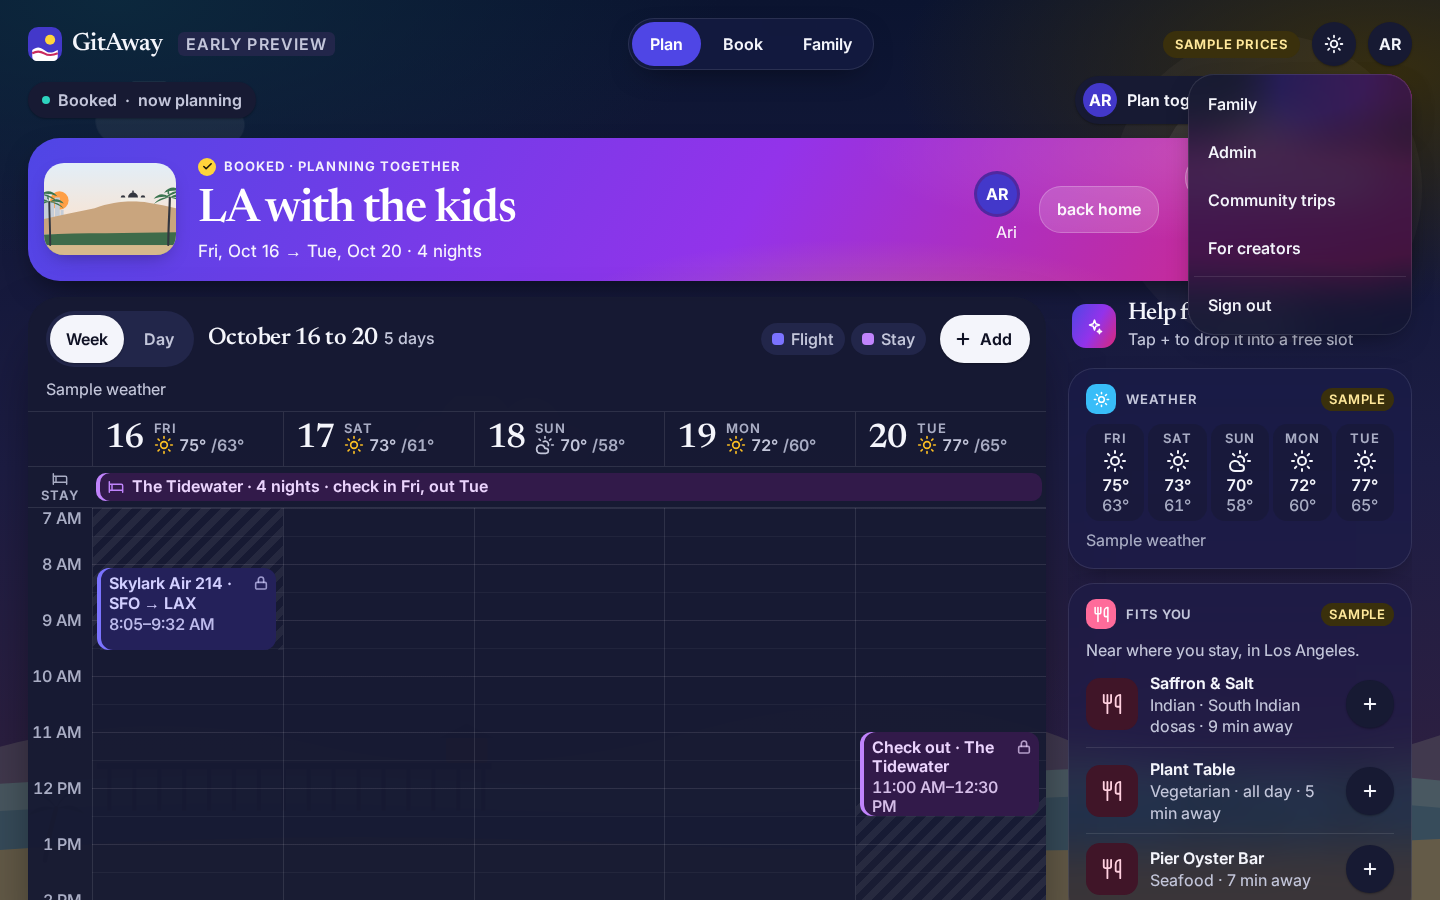 GitAway EARLY PREVIEW
Plan Book Family
SAMPLE PRICES AR
Booked · now planning
AR Plan tog
Family
Admin
Community trips
For creators
Sign out
BOOKED · PLANNING TOGETHER
LA with the kids
Fri, Oct 16 → Tue, Oct 20 · 4 nights
AR
Ari
back home
Week Day October 16 to 20 5 days
Flight Stay + Add
Sample weather
16 FRI 75° /63°
17 SAT 73° /61°
18 SUN 70° /58°
19 MON 72° /60°
20 TUE 77° /65°
STAY
The Tidewater · 4 nights · check in Fri, out Tue
7 AM
8 AM
9 AM
10 AM
11 AM
12 PM
1 PM
2 PM
Skylark Air 214 ·
SFO → LAX
8:05–9:32 AM
Check out · The
Tidewater
11:00 AM–12:30
PM
Help f
Tap + to drop it into a free slot
WEATHER SAMPLE
FRI SAT SUN MON TUE
75° 73° 70° 72° 77°
63° 61° 58° 60° 65°
Sample weather
FITS YOU SAMPLE
Near where you stay, in Los Angeles.
Saffron & Salt
Indian · South Indian
dosas · 9 min away
Plant Table
Vegetarian · all day · 5
min away
Pier Oyster Bar
Seafood · 7 min away